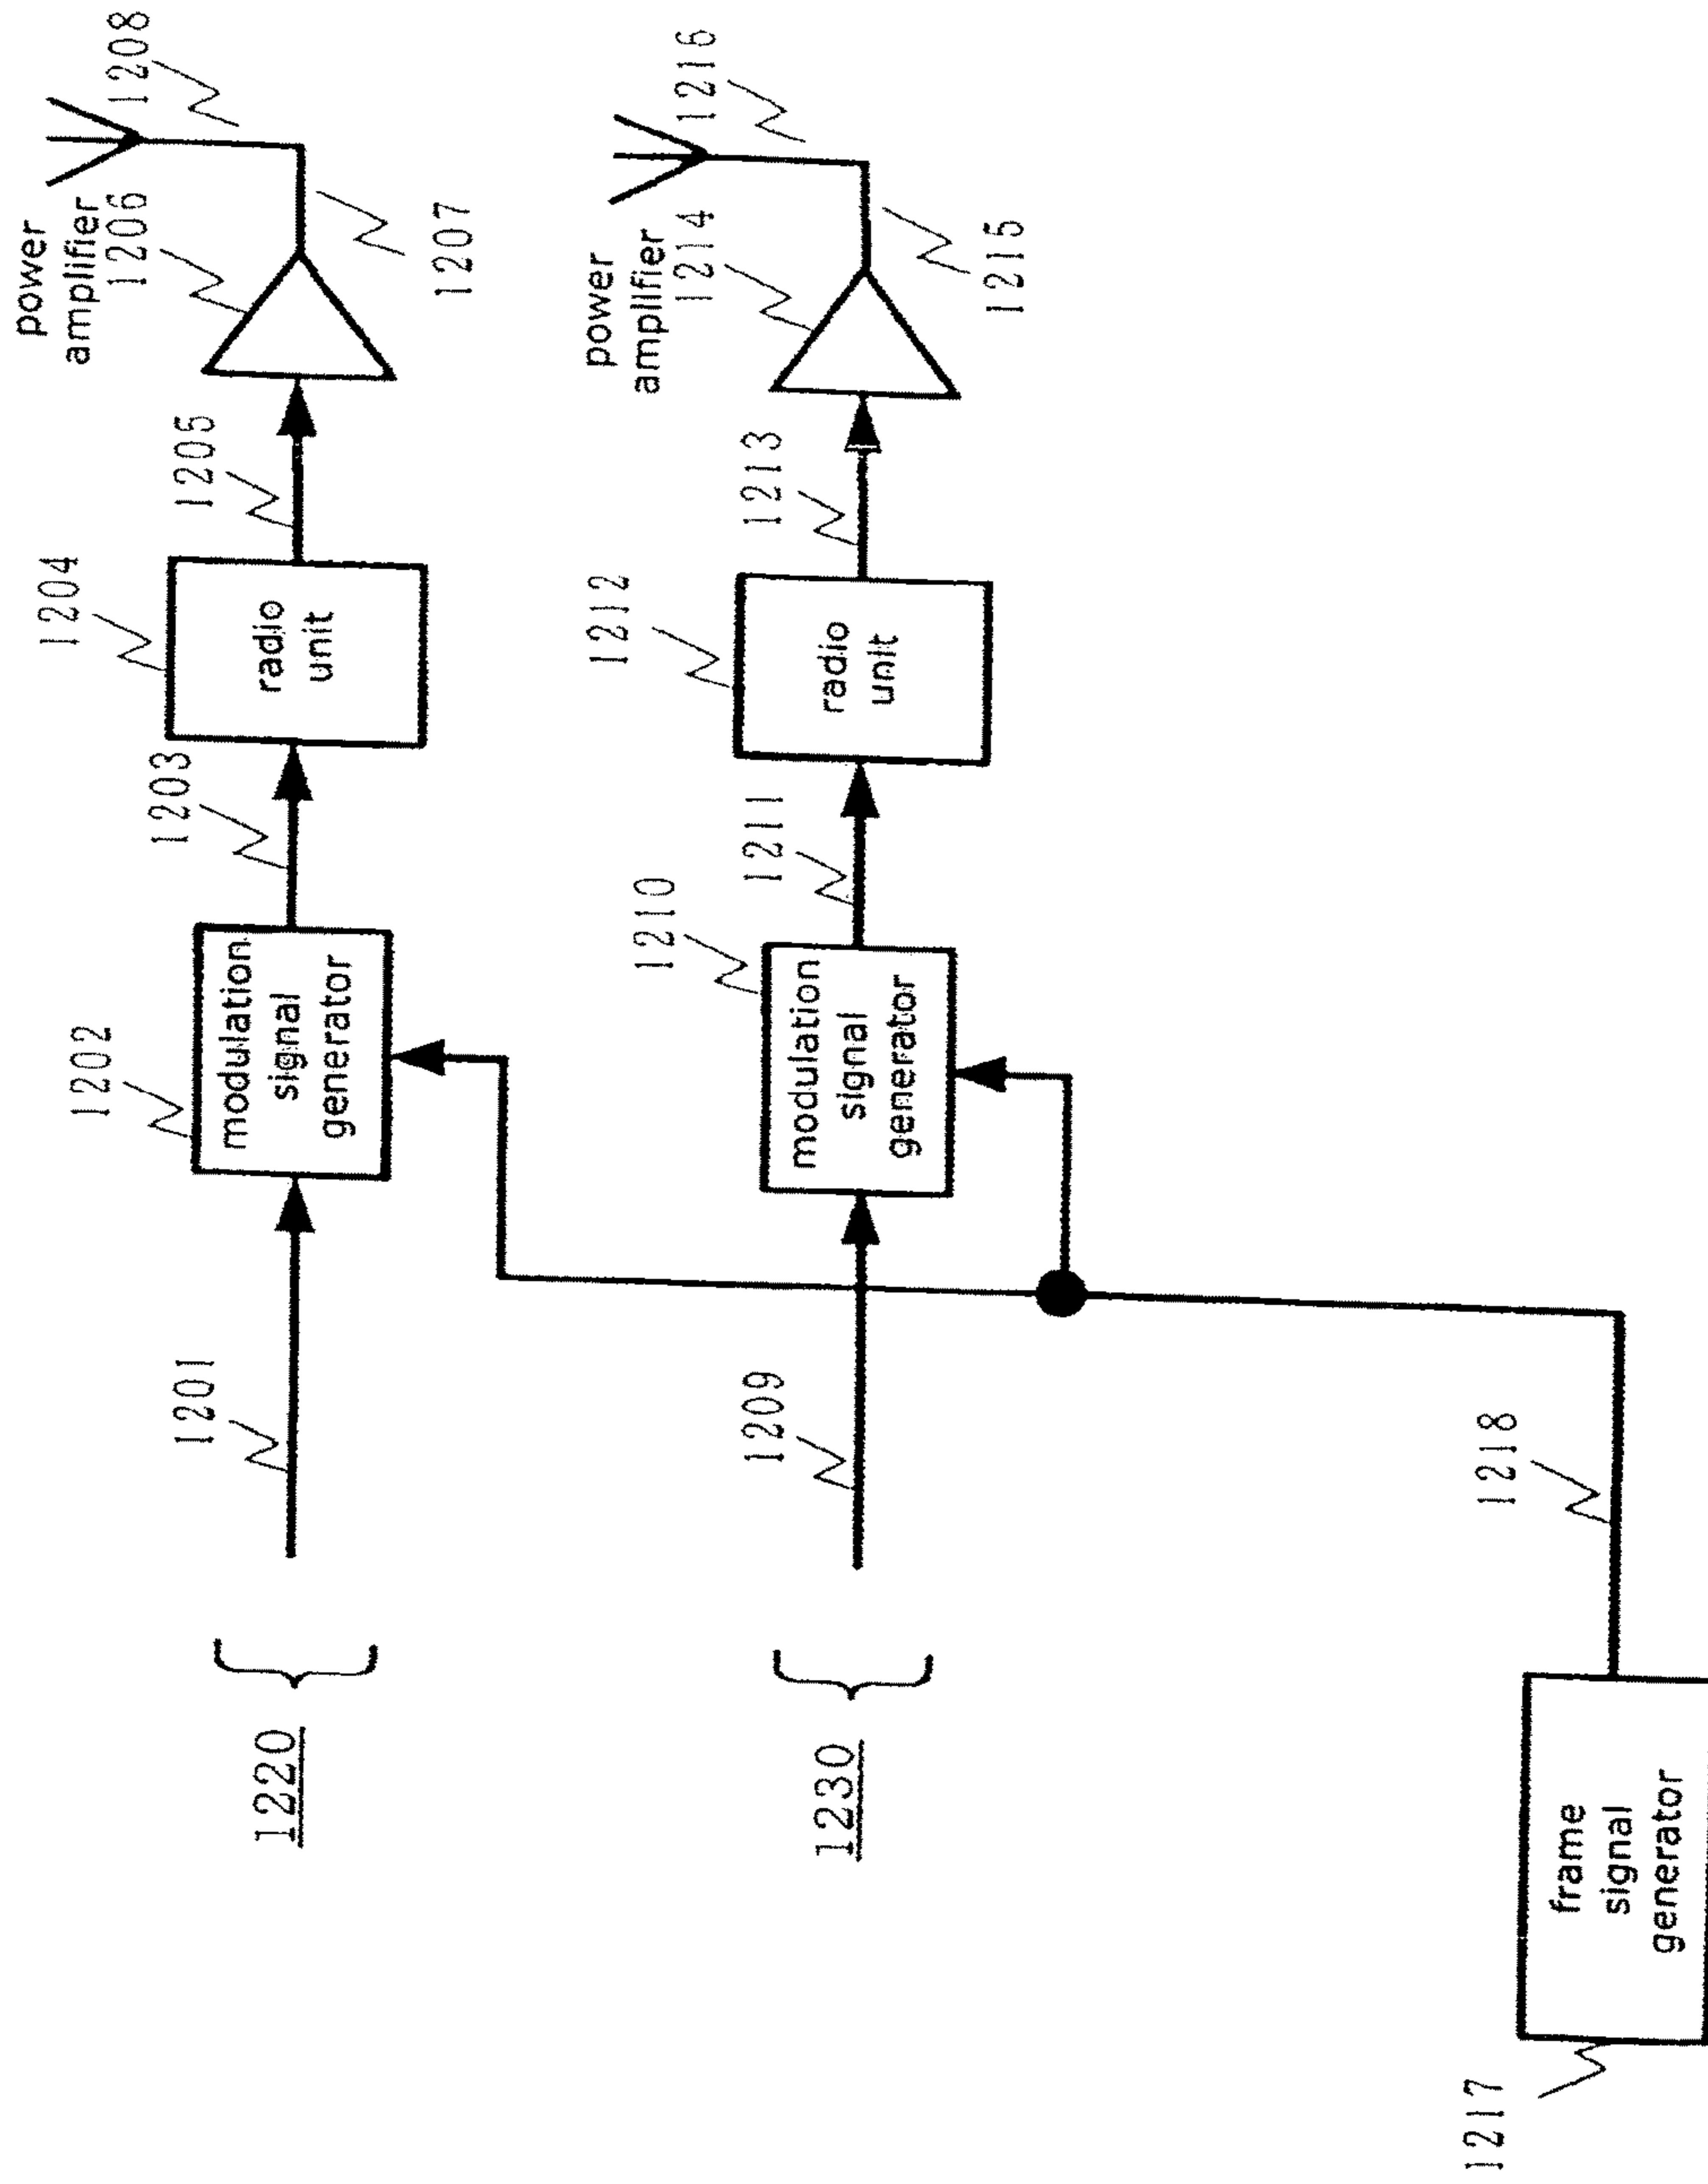 power
amplifier
1206
1208
1204
1205
1203
1202
1201
radio
unit
modulation
signal
generator
1207
1220
power
amplifier
1214
1216
1212
1213
1211
1210
1209
radio
unit
modulation
signal
generator
1215
1230
1218
1217
frame
signal
generator